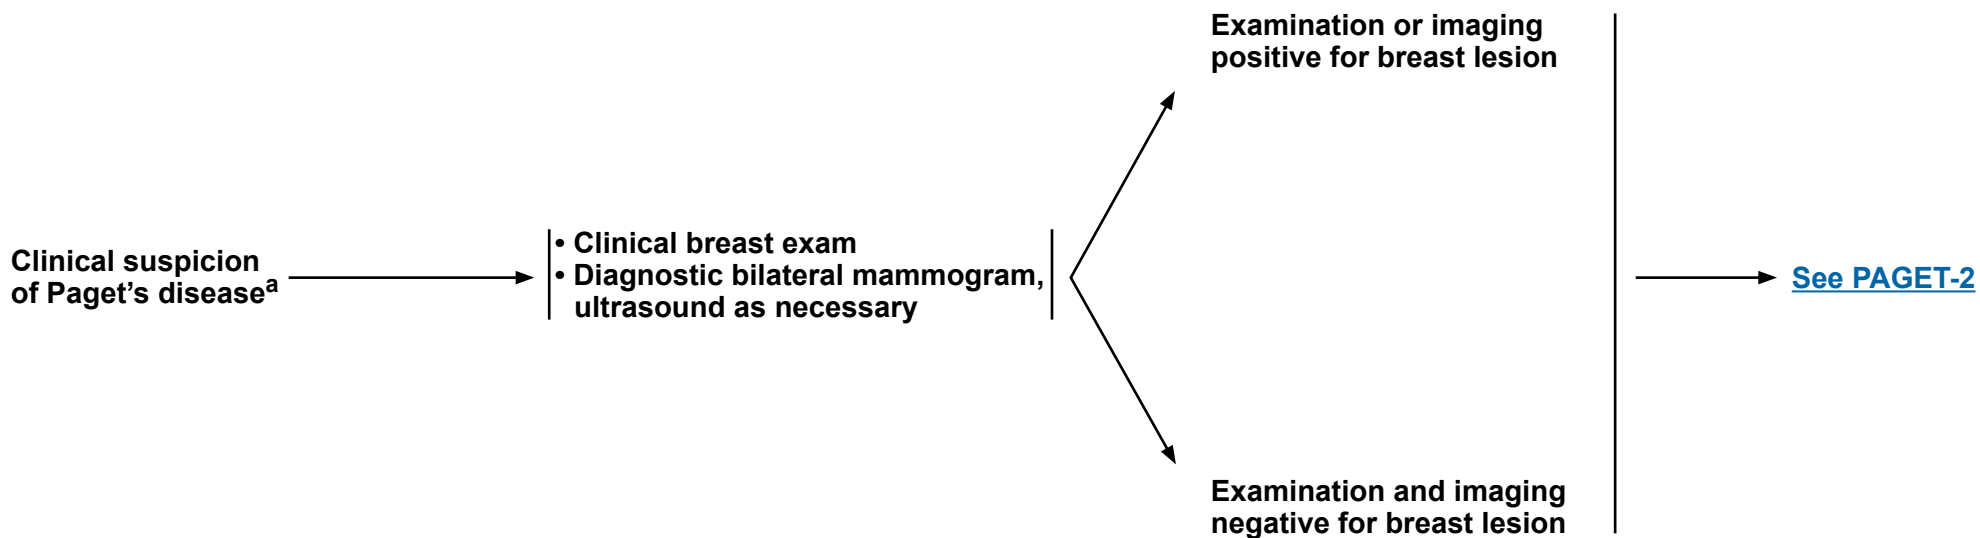 Clinical suspicion
of Paget’s disease^a
• Clinical breast exam
• Diagnostic bilateral mammogram,
ultrasound as necessary
Examination or imaging
positive for breast lesion
Examination and imaging
negative for breast lesion
See PAGET-2